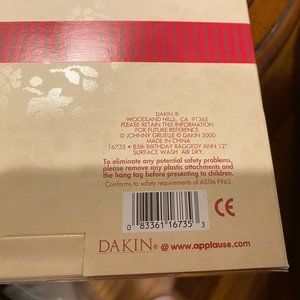 DAKIN ®
WOODLAND HILLS, CA 91365
PLEASE RETAIN THIS INFORMATION
FOR FUTURE REFERENCE.
© JOHNNY GRUELLE © DAKIN 2000
MADE IN CHINA
16735 • 85th BIRTHDAY RAGGEDY ANN 12"
SURFACE WASH. AIR DRY.
To eliminate any potential safety problems,
please remove any plastic attachments and
the hang tag before presenting to children.
Conforms to safety requirements of ASTM F963.
0 83361 16735 3
CE
DAKIN® @ www.applause.com